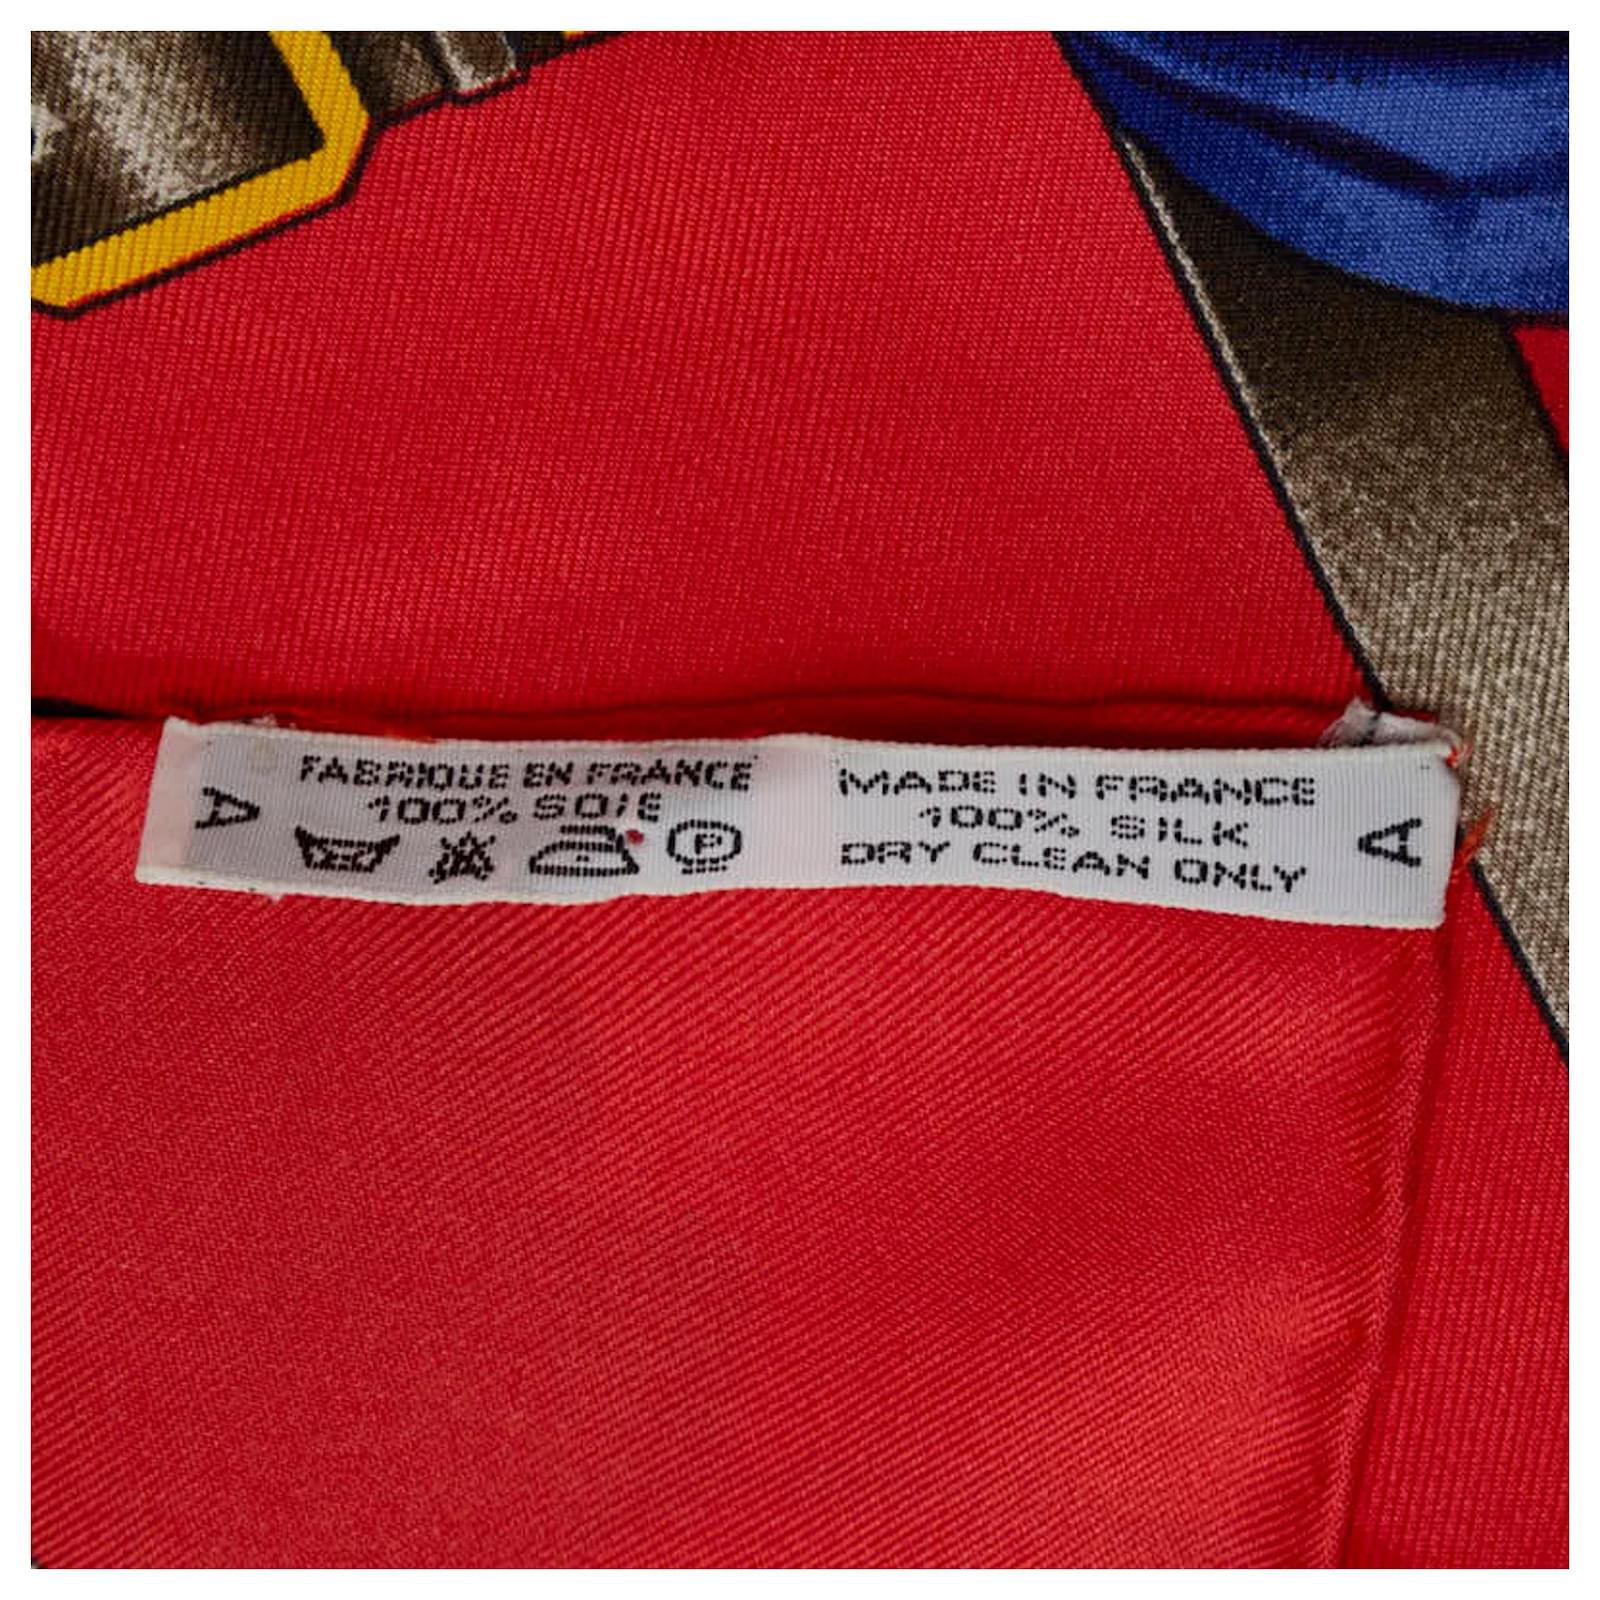 A
FABRIQUE EN FRANCE
100% SOIE
P
MADE IN FRANCE
100% SILK
DRY CLEAN ONLY
A